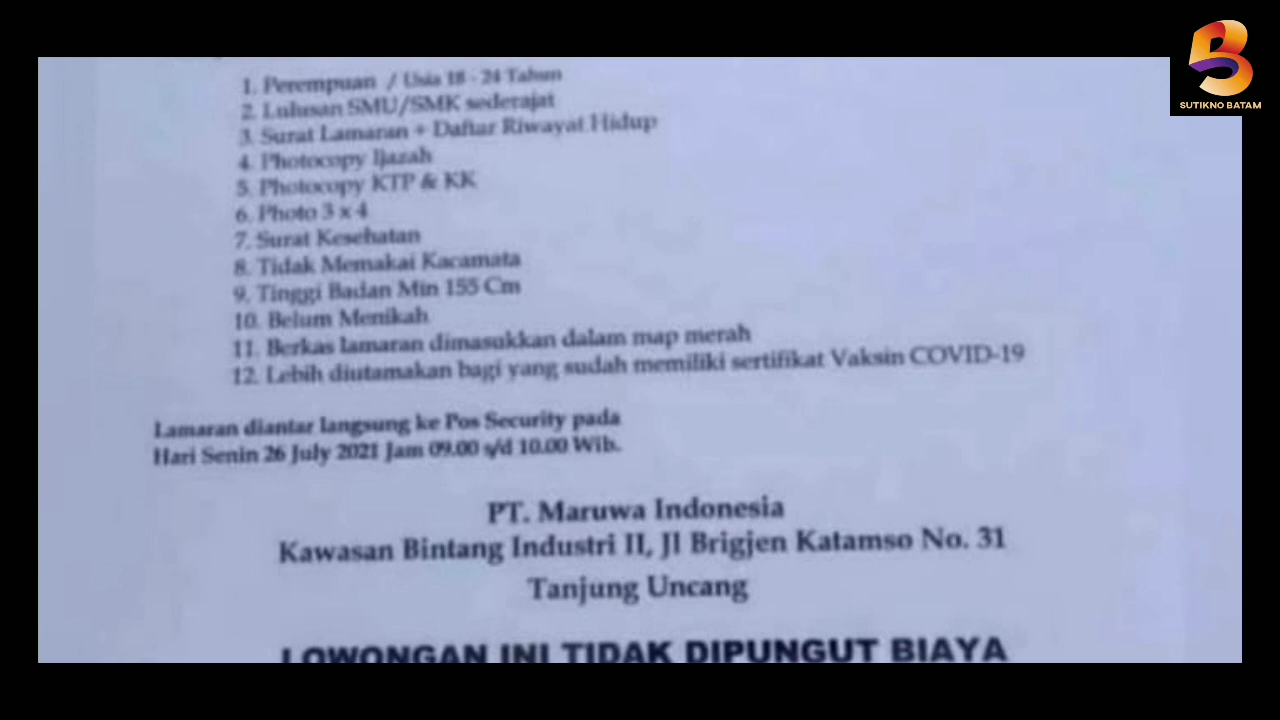 SUTIKNO BATAM
1. Perempuan / Usia 18 - 24 Tahun
2. Lulusan SMU/SMK sederajat
3. Surat Lamaran + Daftar Riwayat Hidup
4. Photocopy Ijazah
5. Photocopy KTP & KK
6. Photo 3 x 4
7. Surat Kesehatan
8. Tidak Memakai Kacamata
9. Tinggi Badan Min 155 Cm
10. Belum Menikah
11. Berkas lamaran dimasukkan dalam map merah
12. Lebih diutamakan bagi yang sudah memiliki sertifikat Vaksin COVID-19
Lamaran diantar langsung ke Pos Security pada
Hari Senin 26 July 2021 Jam 09.00 s/d 10.00 Wib.
PT. Maruwa Indonesia
Kawasan Bintang Industri II, Jl Brigjen Katamso No. 31
Tanjung Uncang
LOWONGAN INI TIDAK DIPUNGUT BIAYA